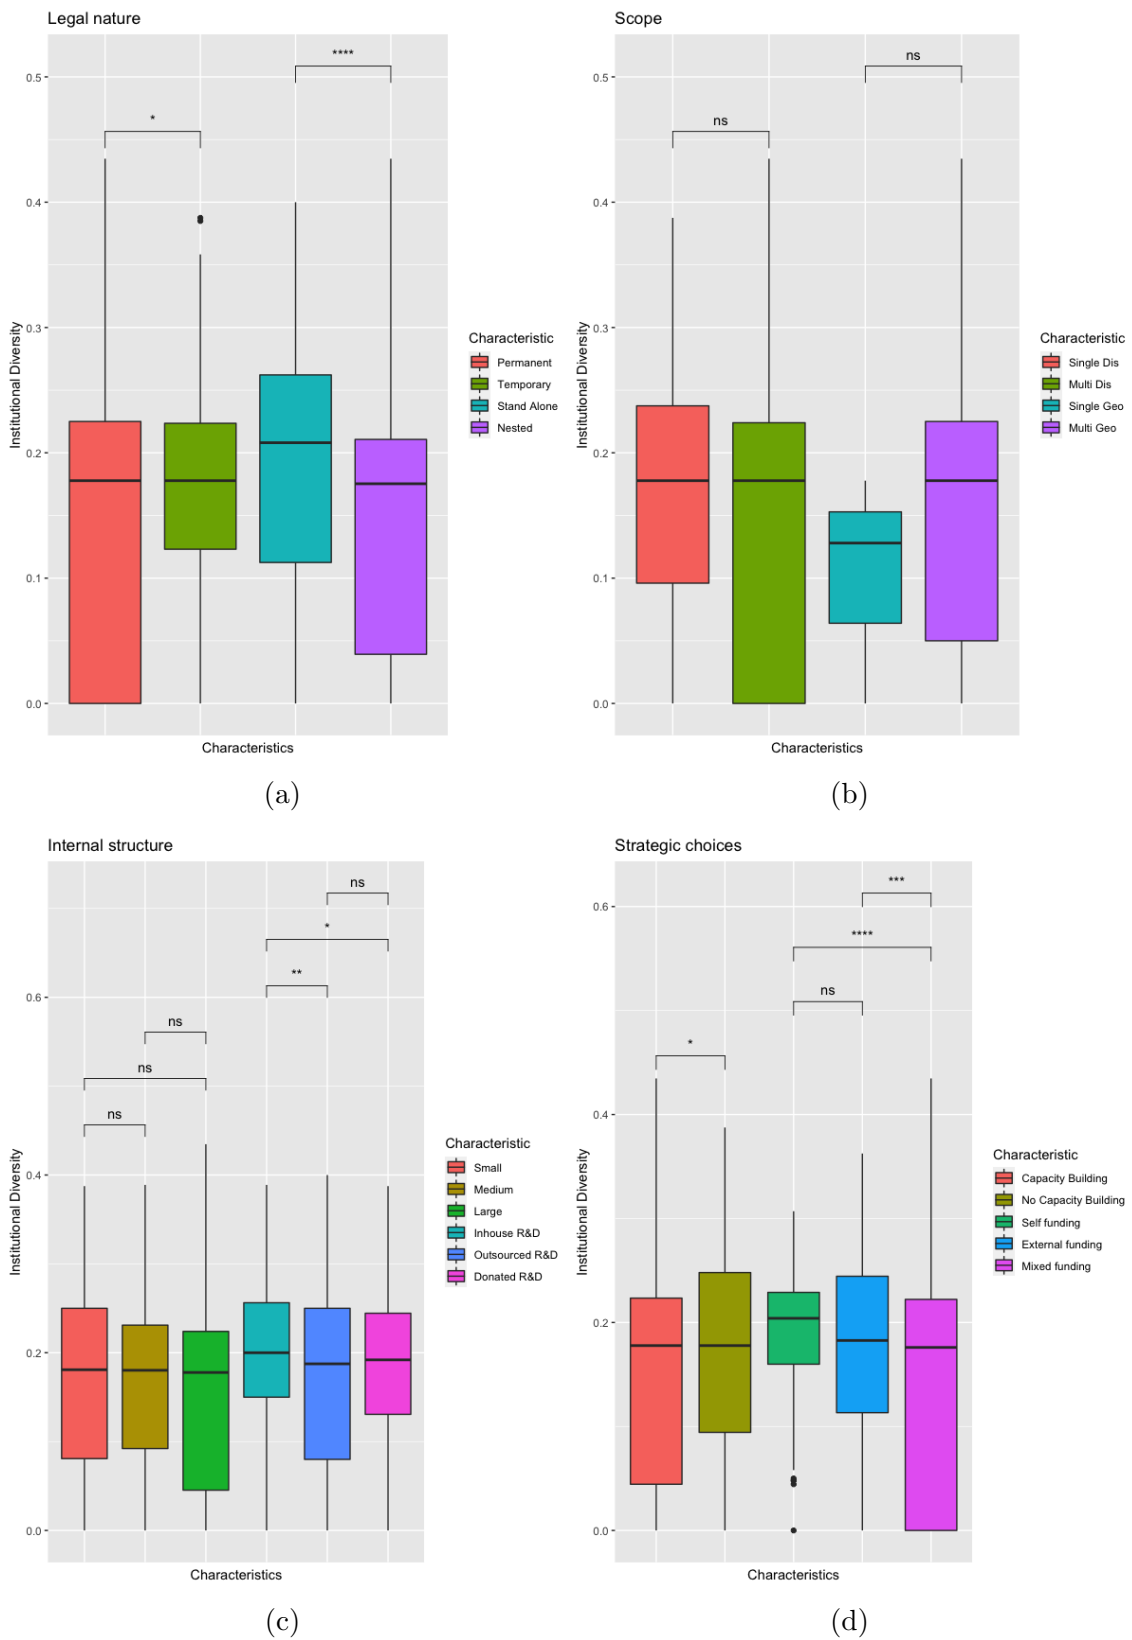 Legal nature
****
*
0.5
0.4
0.3
0.2
0.1
0.0
Institutional Diversity
Characteristics
Characteristic
Permanent
Temporary
Stand Alone
Nested
(a)
Scope
ns
ns
0.5
0.4
0.3
0.2
0.1
0.0
Institutional Diversity
Characteristics
Characteristic
Single Dis
Multi Dis
Single Geo
Multi Geo
(b)
Internal structure
ns
*
**
ns
ns
ns
0.6
0.4
0.2
0.0
Institutional Diversity
Characteristics
Characteristic
Small
Medium
Large
Inhouse R&D
Outsourced R&D
Donated R&D
(c)
Strategic choices
***
****
ns
*
0.6
0.4
0.2
0.0
Institutional Diversity
Characteristics
Characteristic
Capacity Building
No Capacity Building
Self funding
External funding
Mixed funding
(d)